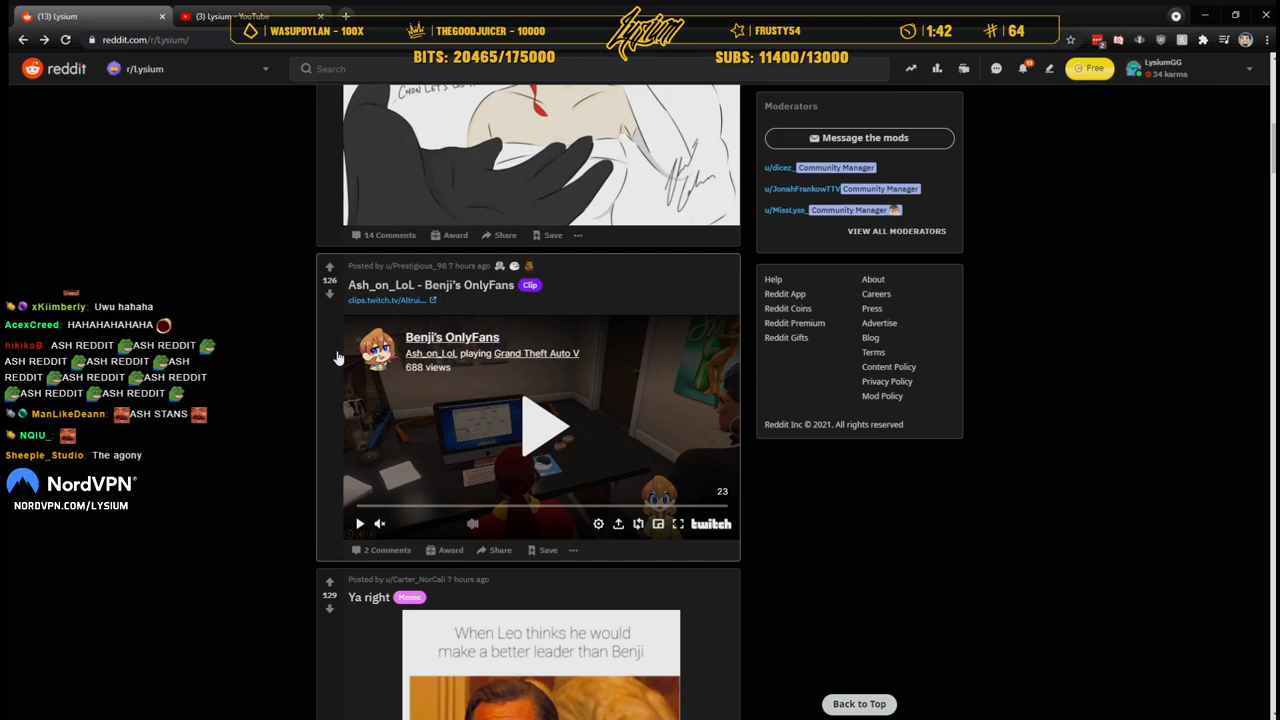 (13) Lysium
(3) Lysium - YouTube
WASUPDYLAN - 100X
THEGOODJUICER - 10000
Lysium
FRUSTY54
1:42
64
reddit.com/r/Lysium/
BITS: 20465/175000
SUBS: 11400/13000
reddit
r/Lysium
Search
Free
LysiumGG
34 karma
C'MON LET'S GO
14 Comments
Award
Share
Save
Moderators
Message the mods
u/dicez_ Community Manager
u/JonahFrankowTTV Community Manager
u/MissLyss_ Community Manager
VIEW ALL MODERATORS
Help
About
Reddit App
Careers
Reddit Coins
Press
Reddit Premium
Advertise
Reddit Gifts
Blog
Terms
Content Policy
Privacy Policy
Mod Policy
Reddit Inc © 2021. All rights reserved
Posted by u/Prestigious_98 7 hours ago
126
Ash_on_LoL - Benji's OnlyFans Clip
clips.twitch.tv/Altrui...
Benji's OnlyFans
Ash_on_LoL playing Grand Theft Auto V
688 views
23
twitch
2 Comments
Award
Share
Save
Posted by u/Carter_NorCali 7 hours ago
129
Ya right Meme
When Leo thinks he would
make a better leader than Benji
Back to Top
xKiimberly: Uwu hahaha
AcexCreed: HAHAHAHAHAHA
hikikoB: ASH REDDIT ASH REDDIT
ASH REDDIT ASH REDDIT ASH
REDDIT ASH REDDIT ASH REDDIT
ASH REDDIT ASH REDDIT
ManLikeDeann: ASH STANS
NQIU_:
Sheeple_Studio: The agony
NordVPN®
NORDVPN.COM/LYSIUM